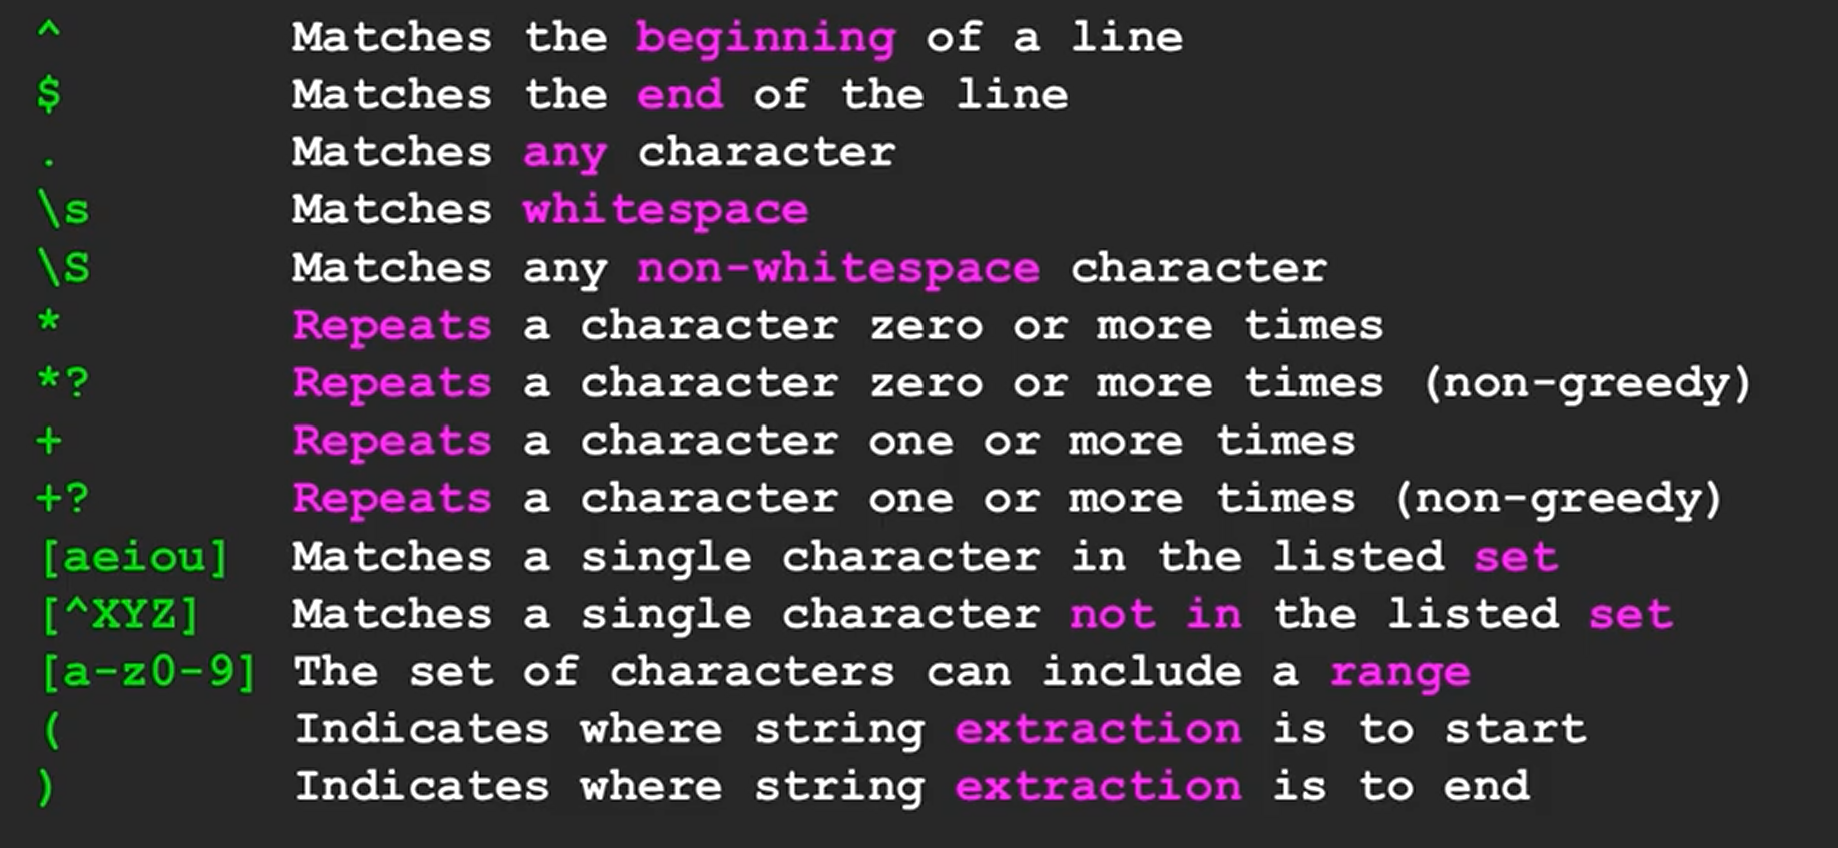 ^ Matches the beginning of a line
$ Matches the end of the line
. Matches any character
\s Matches whitespace
\S Matches any non-whitespace character
* Repeats a character zero or more times
*? Repeats a character zero or more times (non-greedy)
+ Repeats a character one or more times
+? Repeats a character one or more times (non-greedy)
[aeiou] Matches a single character in the listed set
[^XYZ] Matches a single character not in the listed set
[a-z0-9] The set of characters can include a range
( Indicates where string extraction is to start
) Indicates where string extraction is to end